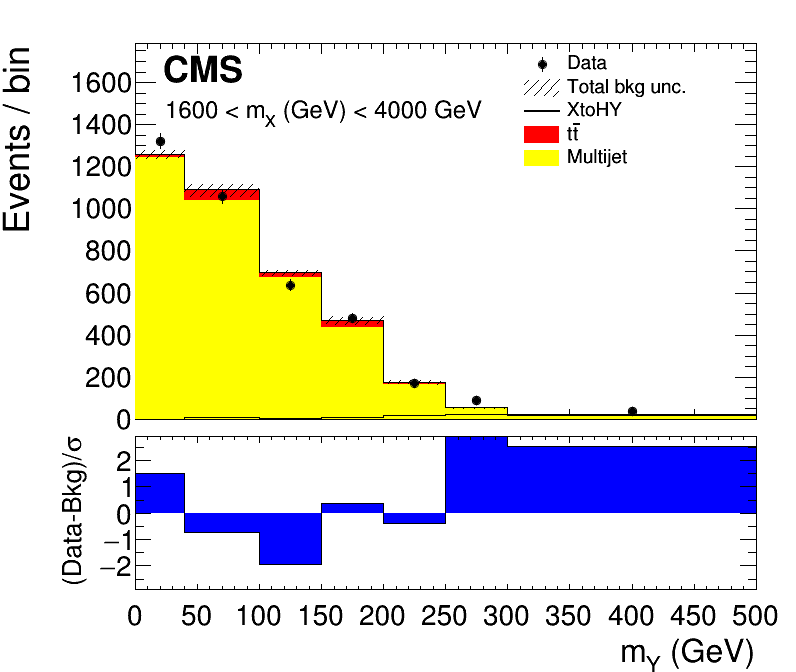 Events / bin
CMS
1600 < m_X (GeV) < 4000 GeV
Data
Total bkg unc.
XtoHY
tt̄
Multijet
1600
1400
1200
1000
800
600
400
200
0
(Data-Bkg)/σ
2
1
0
−1
−2
0 50 100 150 200 250 300 350 400 450 500
m_Y (GeV)